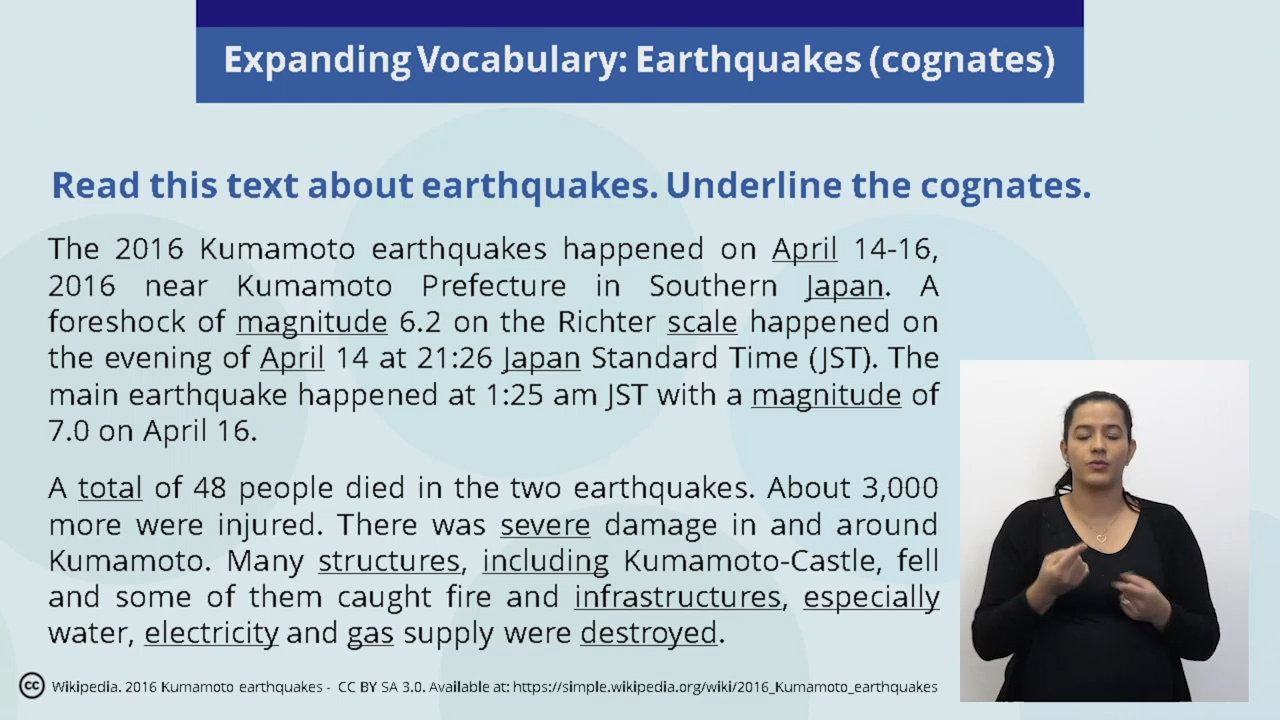 Expanding Vocabulary: Earthquakes (cognates)
Read this text about earthquakes. Underline the cognates.
The 2016 Kumamoto earthquakes happened on April 14-16,
2016 near Kumamoto Prefecture in Southern Japan. A
foreshock of magnitude 6.2 on the Richter scale happened on
the evening of April 14 at 21:26 Japan Standard Time (JST). The
main earthquake happened at 1:25 am JST with a magnitude of
7.0 on April 16.
A total of 48 people died in the two earthquakes. About 3,000
more were injured. There was severe damage in and around
Kumamoto. Many structures, including Kumamoto-Castle, fell
and some of them caught fire and infrastructures, especially
water, electricity and gas supply were destroyed.
cc Wikipedia. 2016 Kumamoto earthquakes - CC BY SA 3.0. Available at: https://simple.wikipedia.org/wiki/2016_Kumamoto_earthquakes